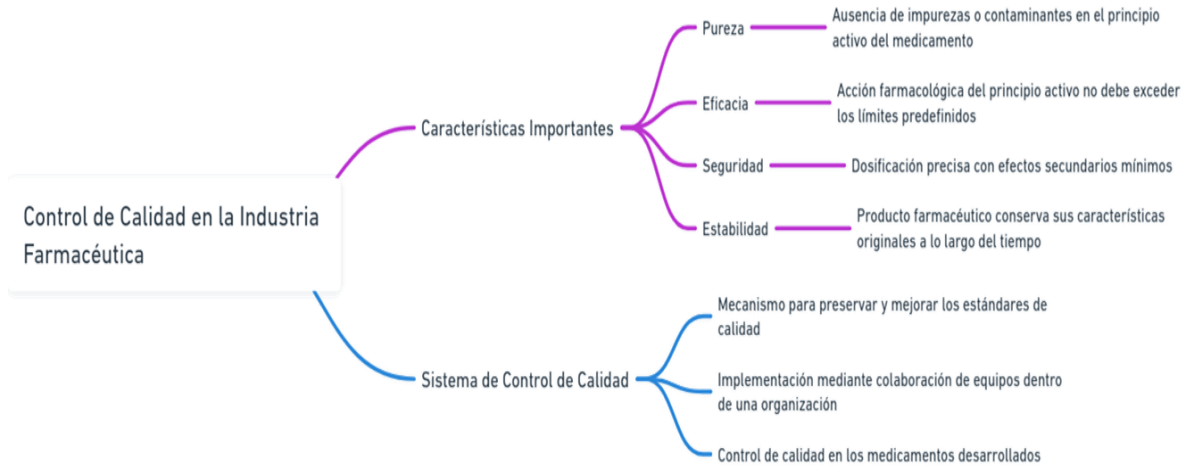 Control de Calidad en la Industria
Farmacéutica
Características Importantes
Pureza
Ausencia de impurezas o contaminantes en el principio
activo del medicamento
Eficacia
Acción farmacológica del principio activo no debe exceder
los límites predefinidos
Seguridad
Dosificación precisa con efectos secundarios mínimos
Estabilidad
Producto farmacéutico conserva sus características
originales a lo largo del tiempo
Sistema de Control de Calidad
Mecanismo para preservar y mejorar los estándares de
calidad
Implementación mediante colaboración de equipos dentro
de una organización
Control de calidad en los medicamentos desarrollados